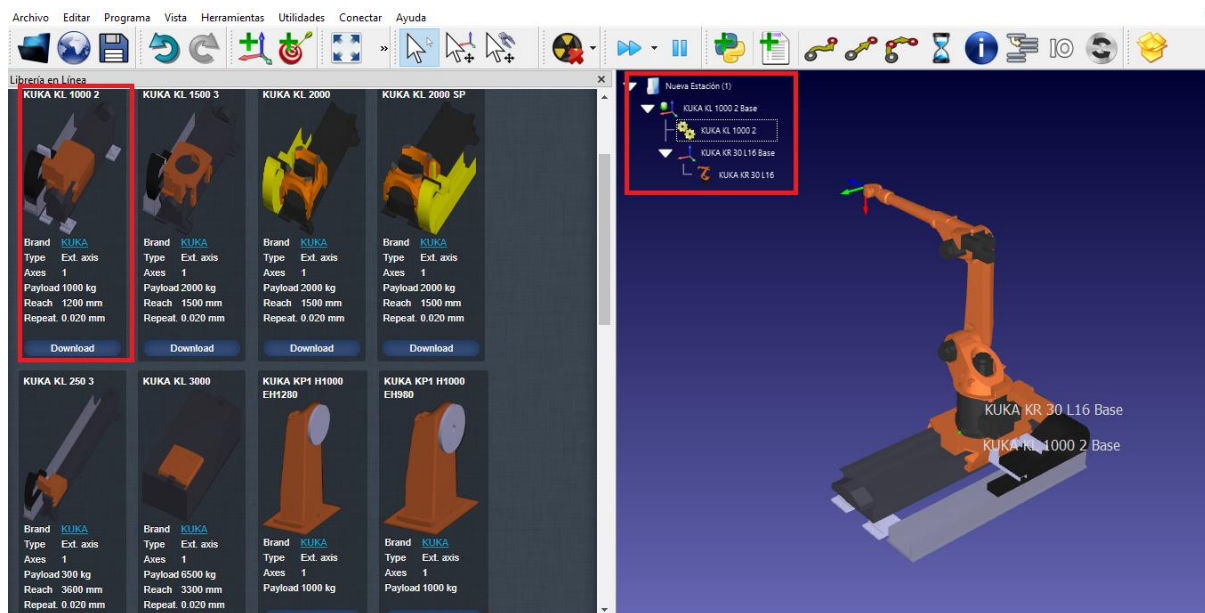 Archivo Editar Programa Vista Herramientas Utilidades Conectar Ayuda
»
IO
Librería en Línea
KUKA KL 1000 2
Brand KUKA
Type Ext. axis
Axes 1
Payload 1000 kg
Reach 1200 mm
Repeat. 0.020 mm
Download
KUKA KL 1500 3
Brand KUKA
Type Ext. axis
Axes 1
Payload 2000 kg
Reach 1500 mm
Repeat. 0.020 mm
Download
KUKA KL 2000
Brand KUKA
Type Ext. axis
Axes 1
Payload 2000 kg
Reach 1500 mm
Repeat. 0.020 mm
Download
KUKA KL 2000 SP
Brand KUKA
Type Ext. axis
Axes 1
Payload 2000 kg
Reach 1500 mm
Repeat. 0.020 mm
Download
KUKA KL 250 3
Brand KUKA
Type Ext. axis
Axes 1
Payload 300 kg
Reach 3600 mm
Repeat. 0.020 mm
KUKA KL 3000
Brand KUKA
Type Ext. axis
Axes 1
Payload 6500 kg
Reach 3300 mm
Repeat. 0.020 mm
KUKA KP1 H1000
EH1280
Brand KUKA
Type Ext. axis
Axes 1
Payload 1000 kg
KUKA KP1 H1000
EH980
Brand KUKA
Type Ext. axis
Axes 1
Payload 1000 kg
Nueva Estación (1)
KUKA KL 1000 2 Base
KUKA KL 1000 2
KUKA KR 30 L16 Base
KUKA KR 30 L16
KUKA KR 30 L16 Base
KUKA KL 1000 2 Base